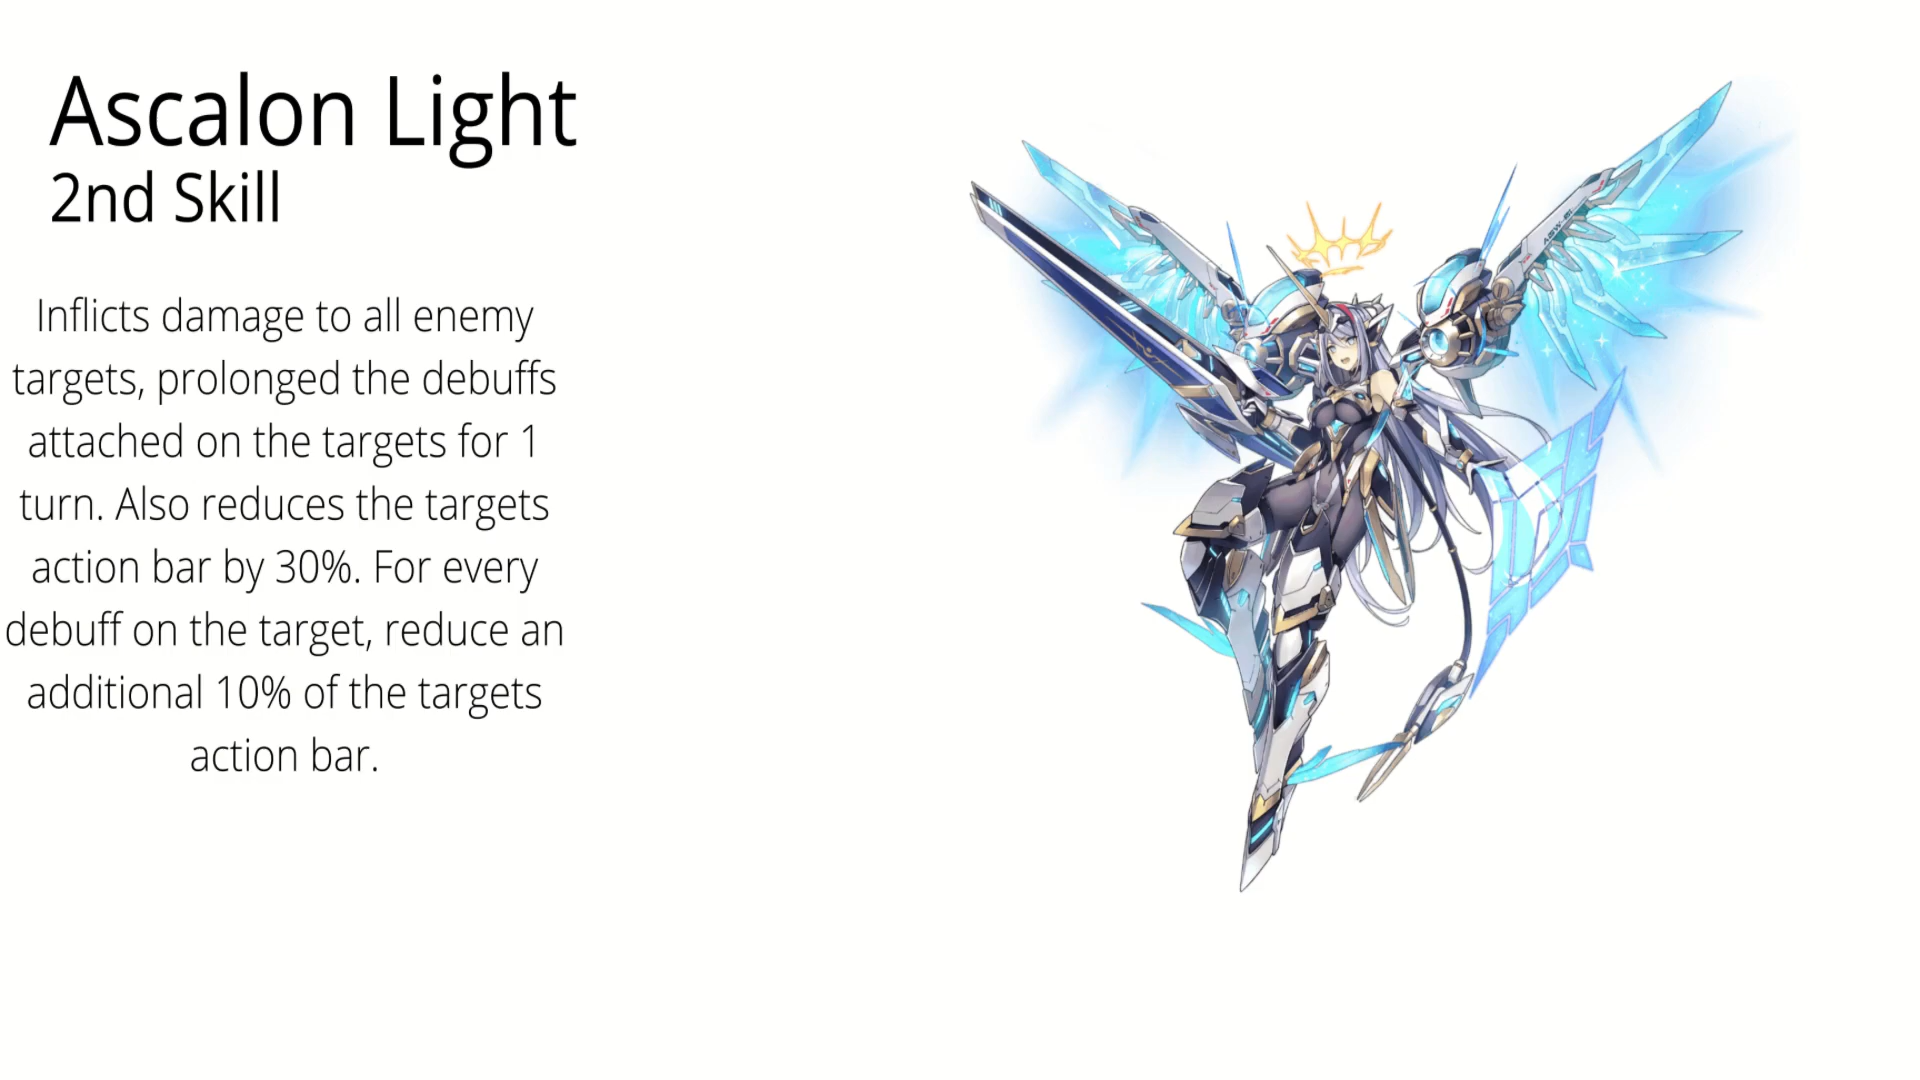 Ascalon Light
2nd Skill
Inflicts damage to all enemy
targets, prolonged the debuffs
attached on the targets for 1
turn. Also reduces the targets
action bar by 30%. For every
debuff on the target, reduce an
additional 10% of the targets
action bar.